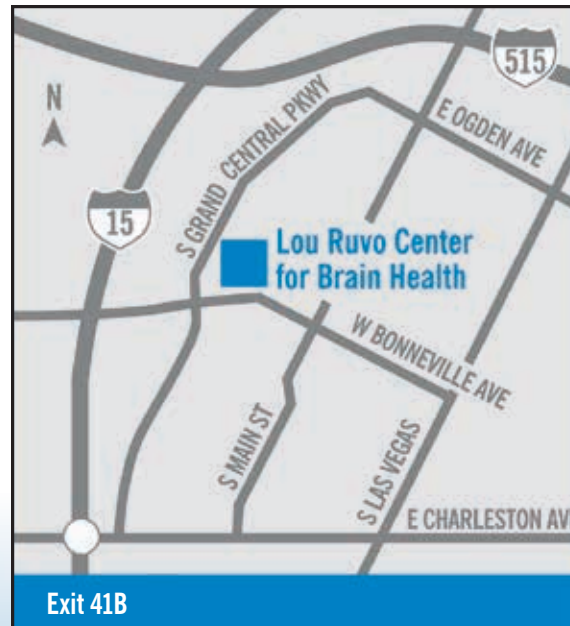 515
N
S GRAND CENTRAL PKWY
E OGDEN AVE
15
Lou Ruvo Center
for Brain Health
W BONNEVILLE AVE
S MAIN ST
S LAS VEGAS
E CHARLESTON AV
Exit 41B